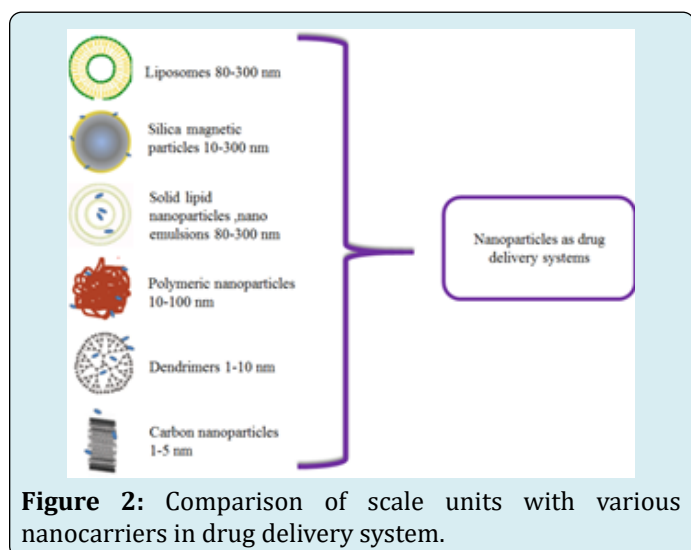 Liposomes 80-300 nm
Silica magnetic
particles 10-300 nm
Solid lipid
nanoparticles ,nano
emulsions 80-300 nm
Polymeric nanoparticles
10-100 nm
Dendrimers 1-10 nm
Carbon nanoparticles
1-5 nm
Nanoparticles as drug
delivery systems
Figure 2: Comparison of scale units with various
nanocarriers in drug delivery system.